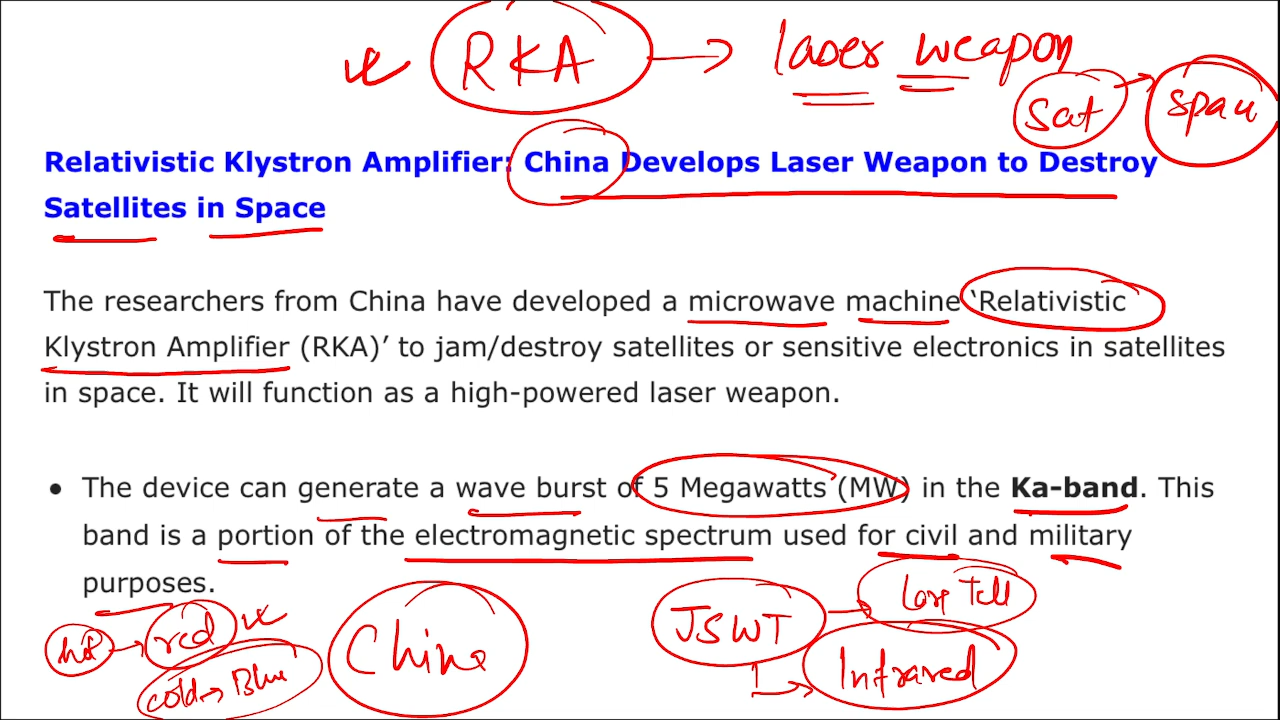 RKA → laser weapon
Sat → Space
Relativistic Klystron Amplifier: China Develops Laser Weapon to Destroy
Satellites in Space
The researchers from China have developed a microwave machine ‘Relativistic
Klystron Amplifier (RKA)’ to jam/destroy satellites or sensitive electronics in satellites
in space. It will function as a high-powered laser weapon.
• The device can generate a wave burst of 5 Megawatts (MW) in the Ka-band. This
band is a portion of the electromagnetic spectrum used for civil and military
purposes.
hot → red
cold → Blue
China
JSWT →
Infrared